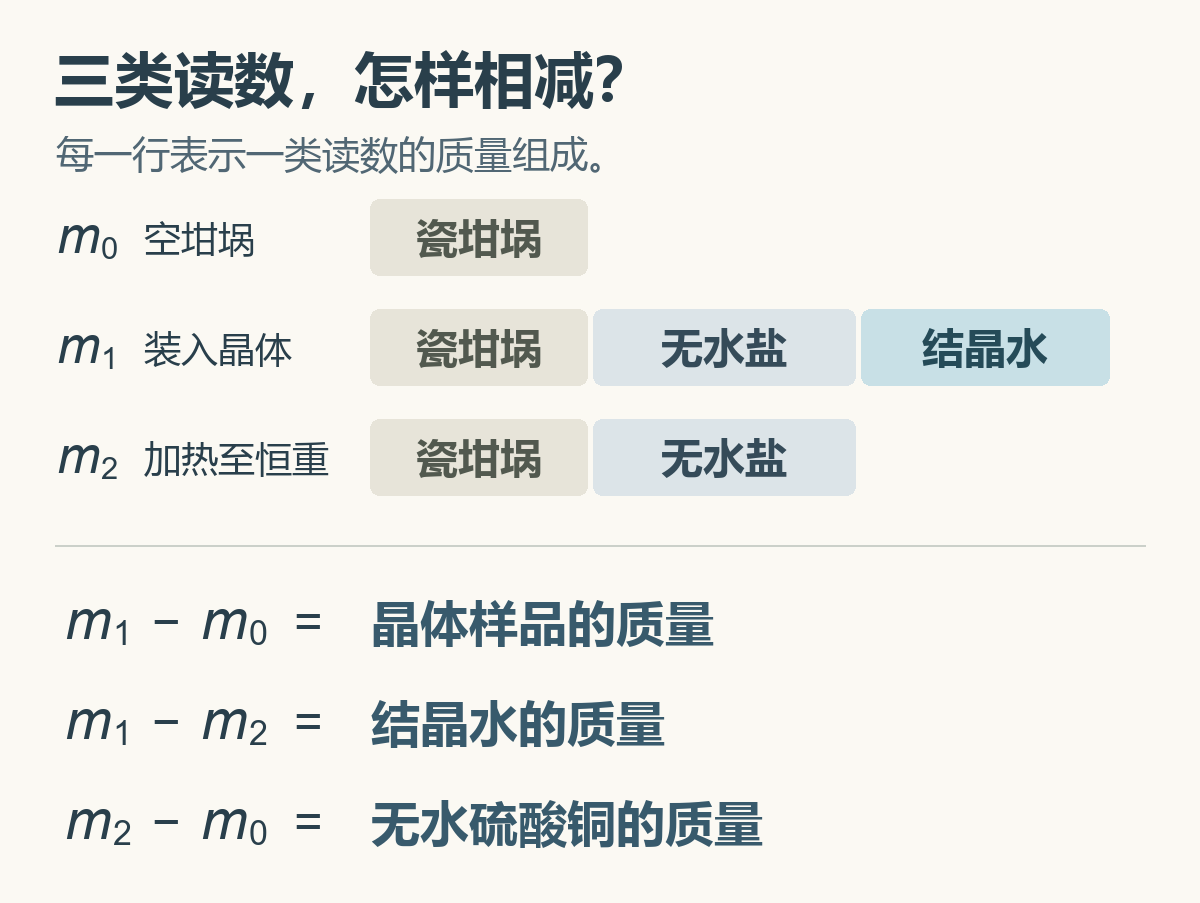 三类读数，怎样相减？
每一行表示一类读数的质量组成。
m₀ 空坩埚 瓷坩埚
m₁ 装入晶体 瓷坩埚 无水盐 结晶水
m₂ 加热至恒重 瓷坩埚 无水盐
m₁ − m₀ = 晶体样品的质量
m₁ − m₂ = 结晶水的质量
m₂ − m₀ = 无水硫酸铜的质量